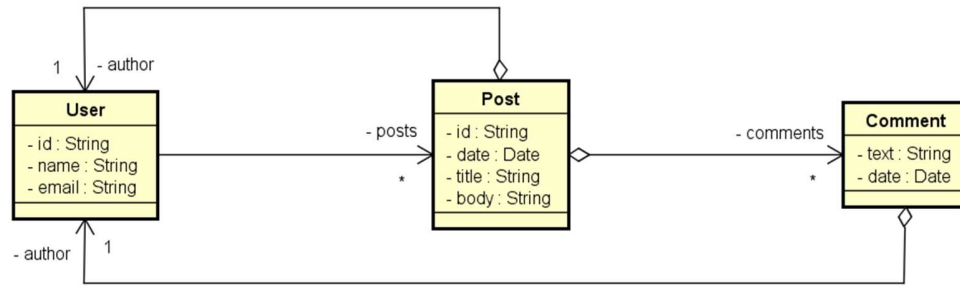 1
- author
User
- id : String
- name : String
- email : String
- posts
*
Post
- id : String
- date : Date
- title : String
- body : String
- comments
*
Comment
- text : String
- date : Date
- author
1